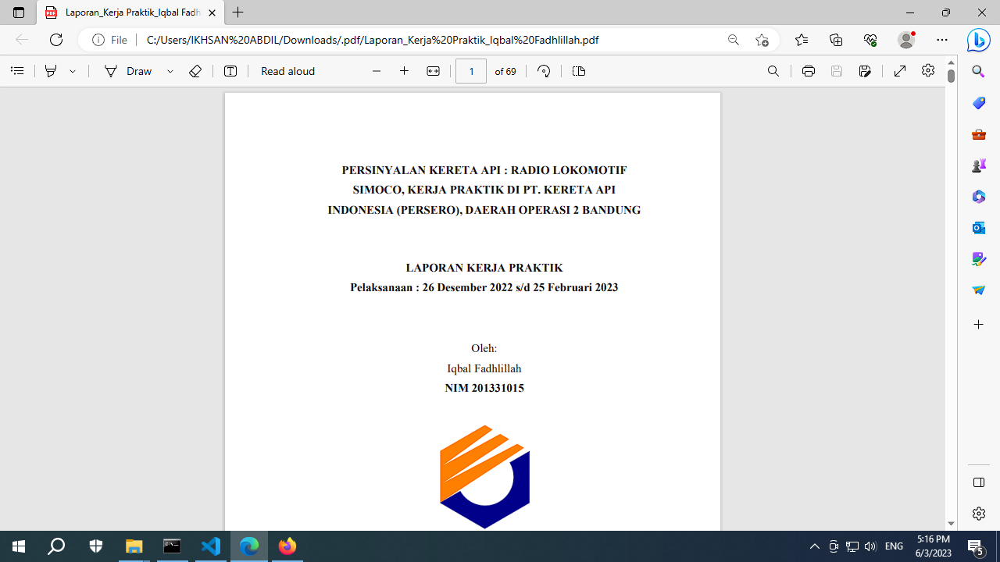 Laporan_Kerja Praktik_Iqbal Fadh
File
C:/Users/IKHSAN%20ABDIL/Downloads/.pdf/Laporan_Kerja%20Praktik_Iqbal%20Fadhlillah.pdf
Draw
Read aloud
1
of 69
PERSINYALAN KERETA API : RADIO LOKOMOTIF
SIMOCO, KERJA PRAKTIK DI PT. KERETA API
INDONESIA (PERSERO), DAERAH OPERASI 2 BANDUNG
LAPORAN KERJA PRAKTIK
Pelaksanaan : 26 Desember 2022 s/d 25 Februari 2023
Oleh:
Iqbal Fadhlillah
NIM 201331015
ENG
5:16 PM
6/3/2023
5